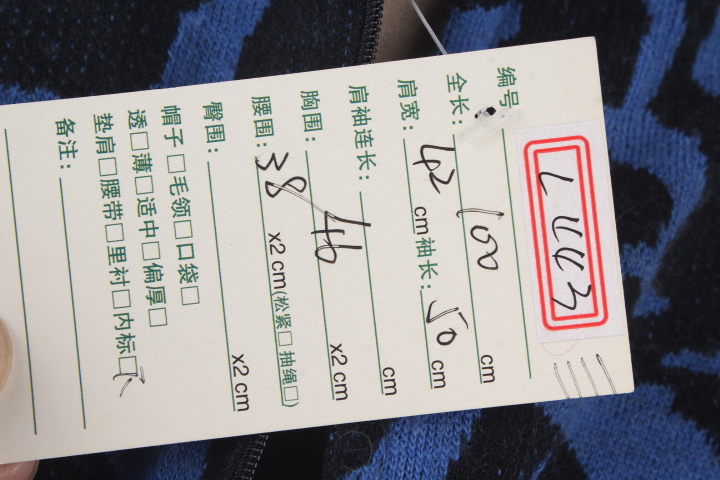 编号 L443
全长: 100 cm
肩宽: 42 cm 袖长: 50 cm
肩袖连长: cm
胸围: 46 x2 cm
腰围: 38 x2 cm(松紧□ 抽绳□)
臀围: x2 cm
帽子□毛领□口袋□
透□薄□适中□偏厚□
垫肩□腰带□里衬□内标□
备注: